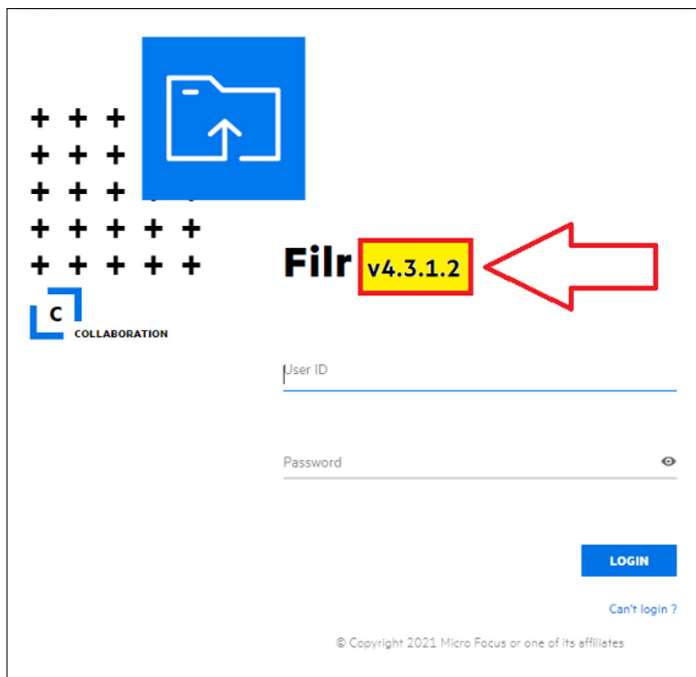 Filr v4.3.1.2
C
COLLABORATION
User ID
Password
LOGIN
Can't login ?
© Copyright 2021 Micro Focus or one of its affiliates